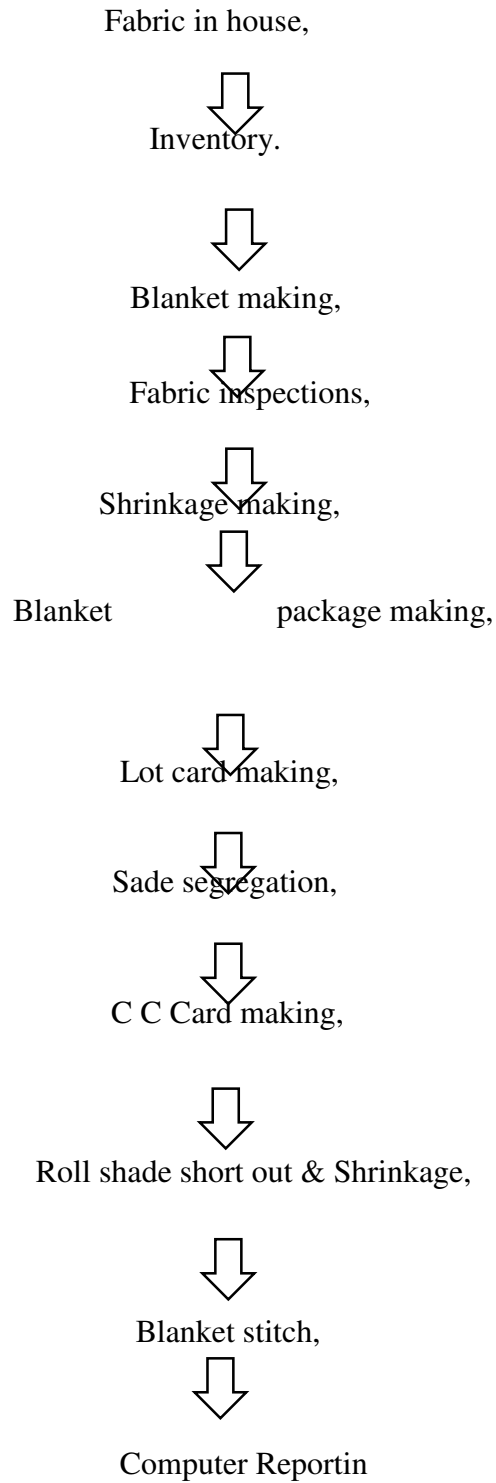 Fabric in house,
Inventory.
Blanket making,
Fabric inspections,
Shrinkage making,
Blanket package making,
Lot card making,
Sade segregation,
C C Card making,
Roll shade short out & Shrinkage,
Blanket stitch,
Computer Reportin